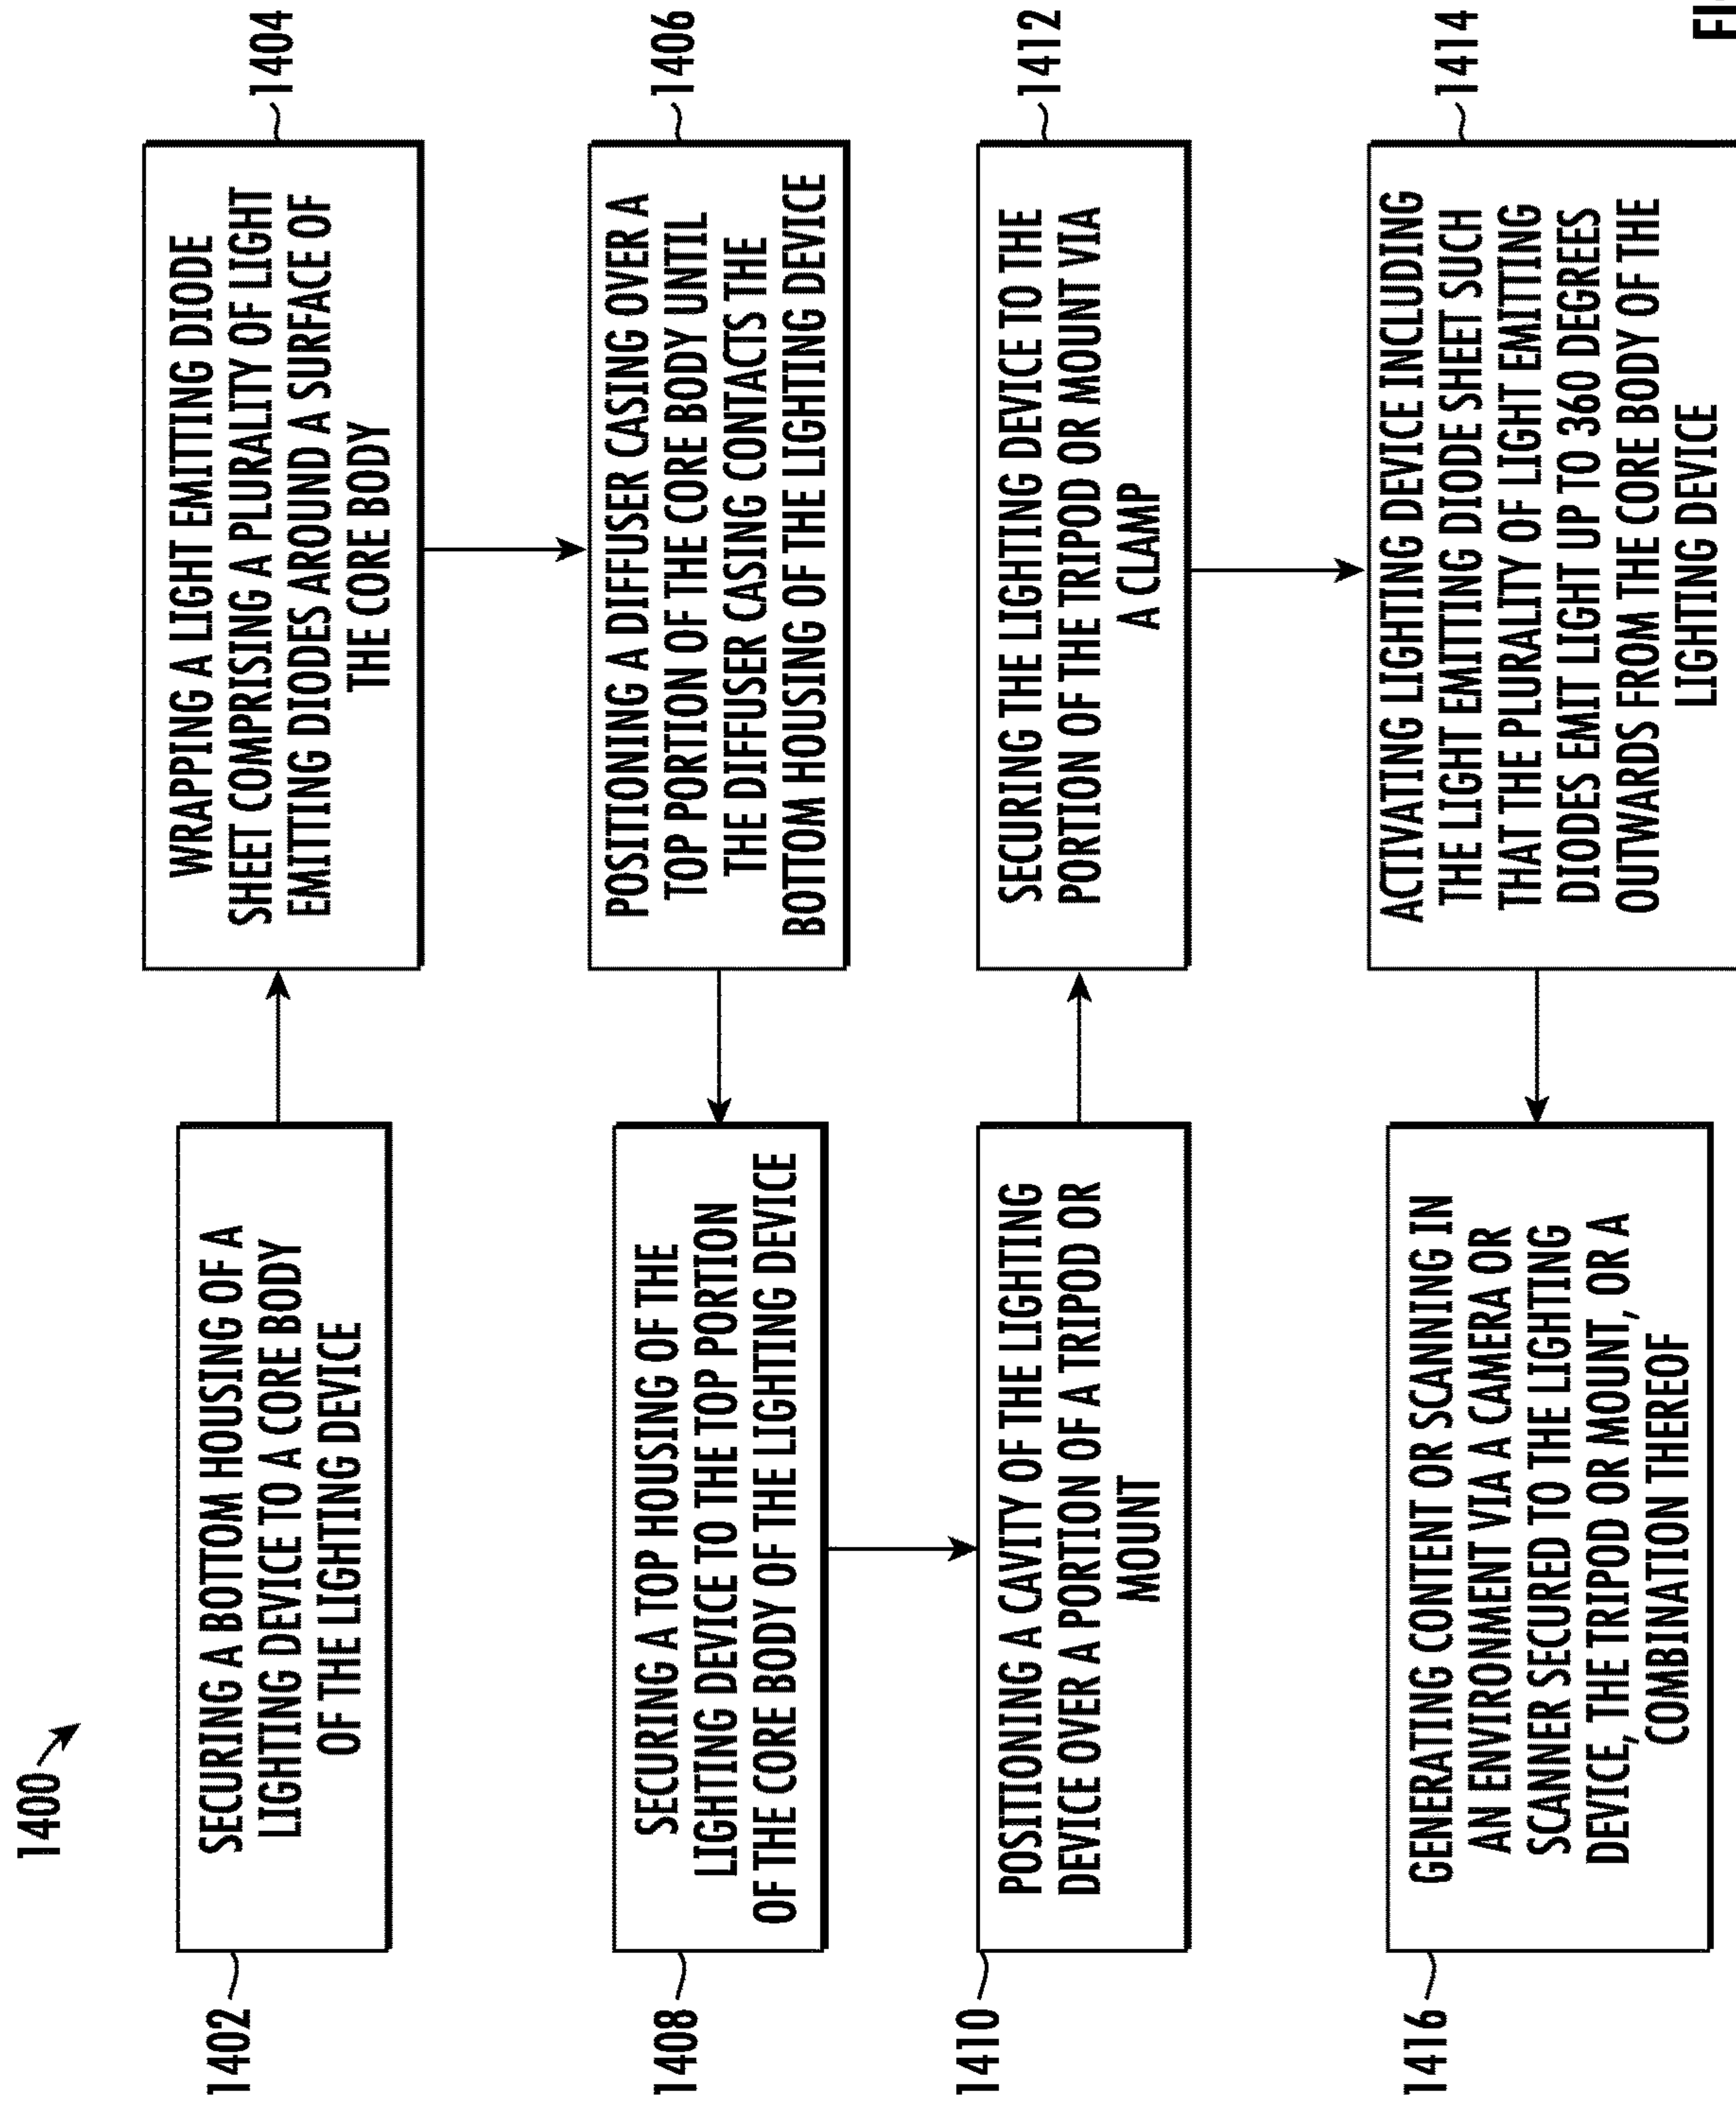 1400
1402
SECURING A BOTTOM HOUSING OF A
LIGHTING DEVICE TO A CORE BODY
OF THE LIGHTING DEVICE
WRAPPING A LIGHT EMITTING DIODE
SHEET COMPRISING A PLURALITY OF LIGHT
EMITTING DIODES AROUND A SURFACE OF
THE CORE BODY
1404
POSITIONING A DIFFUSER CASING OVER A
TOP PORTION OF THE CORE BODY UNTIL
THE DIFFUSER CASING CONTACTS THE
BOTTOM HOUSING OF THE LIGHTING DEVICE
1406
1408
SECURING A TOP HOUSING OF THE
LIGHTING DEVICE TO THE TOP PORTION
OF THE CORE BODY OF THE LIGHTING DEVICE
1410
POSITIONING A CAVITY OF THE LIGHTING
DEVICE OVER A PORTION OF A TRIPOD OR
MOUNT
SECURING THE LIGHTING DEVICE TO THE
PORTION OF THE TRIPOD OR MOUNT VIA
A CLAMP
1412
ACTIVATING LIGHTING DEVICE INCLUDING
THE LIGHT EMITTING DIODE SHEET SUCH
THAT THE PLURALITY OF LIGHT EMITTING
DIODES EMIT LIGHT UP TO 360 DEGREES
OUTWARDS FROM THE CORE BODY OF THE
LIGHTING DEVICE
1414
1416
GENERATING CONTENT OR SCANNING IN
AN ENVIRONMENT VIA A CAMERA OR
SCANNER SECURED TO THE LIGHTING
DEVICE, THE TRIPOD OR MOUNT, OR A
COMBINATION THEREOF